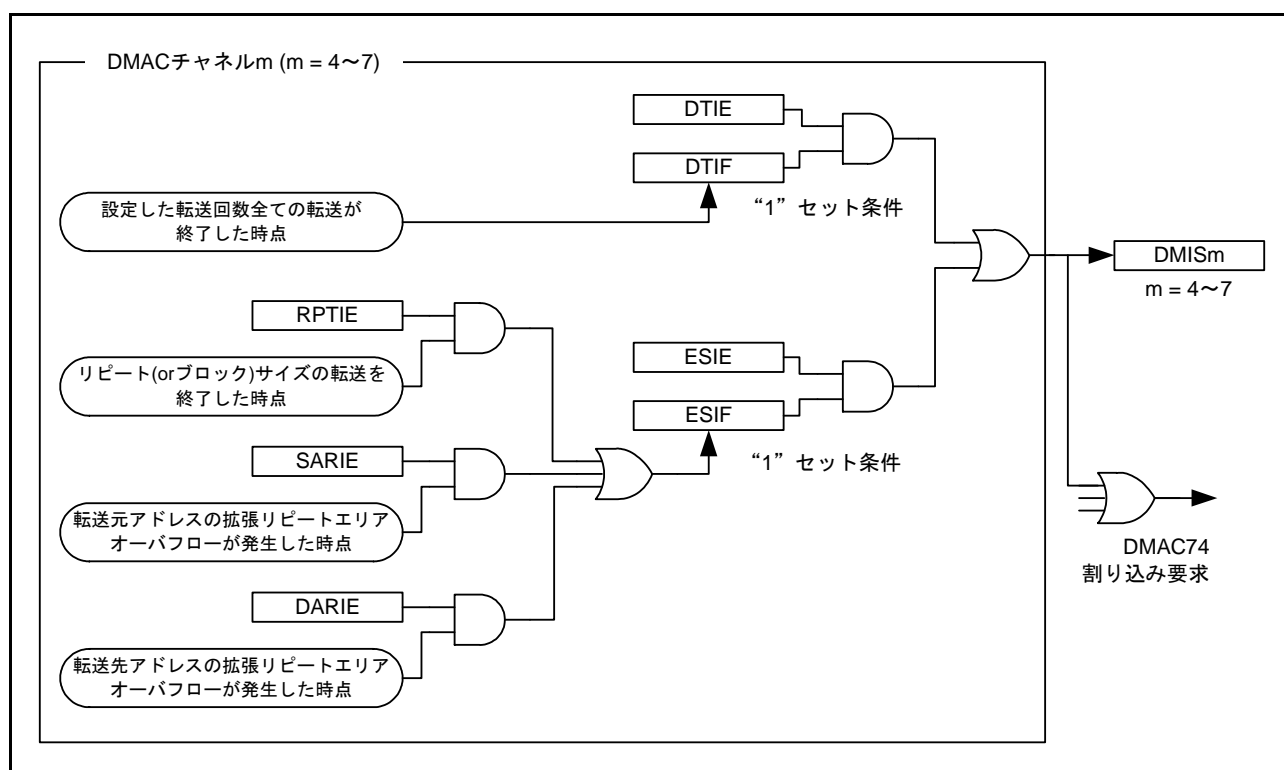 DMACチャネルm (m = 4～7)
DTIE
DTIF
設定した転送回数全ての転送が
終了した時点
“1”セット条件
DMISm
m = 4～7
RPTIE
リピート(orブロック)サイズの転送を
終了した時点
ESIE
ESIF
“1”セット条件
SARIE
転送元アドレスの拡張リピートエリア
オーバフローが発生した時点
DMAC74
割り込み要求
DARIE
転送先アドレスの拡張リピートエリア
オーバフローが発生した時点